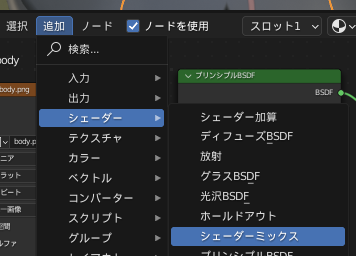 選択 追加 ノード ノードを使用 スロット1
検索...
body
body.png
プリンシプルBSDF
BSDF
入力
出力
シェーダー
テクスチャ
カラー
ベクトル
コンバーター
スクリプト
グループ
シェーダー加算
ディフューズBSDF
放射
グラスBSDF
光沢BSDF
ホールドアウト
シェーダーミックス
プリンシプルBSDF
body.p
ニア
ラット
ピート
一画像
空間
ルファ